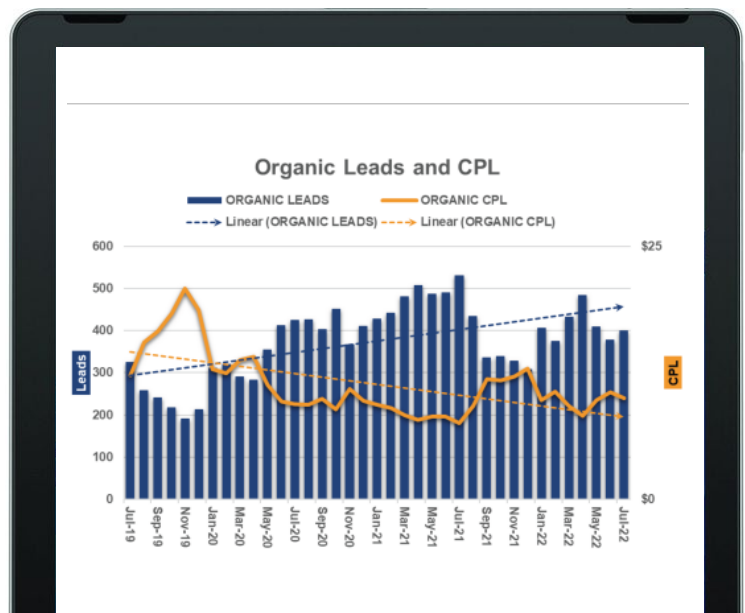 Organic Leads and CPL
ORGANIC LEADS
ORGANIC CPL
Linear (ORGANIC LEADS)
Linear (ORGANIC CPL)
600
$25
500
400
300
200
100
0
$0
Leads
CPL
Jul-19
Sep-19
Nov-19
Jan-20
Mar-20
May-20
Jul-20
Sep-20
Nov-20
Jan-21
Mar-21
May-21
Jul-21
Sep-21
Nov-21
Jan-22
Mar-22
May-22
Jul-22